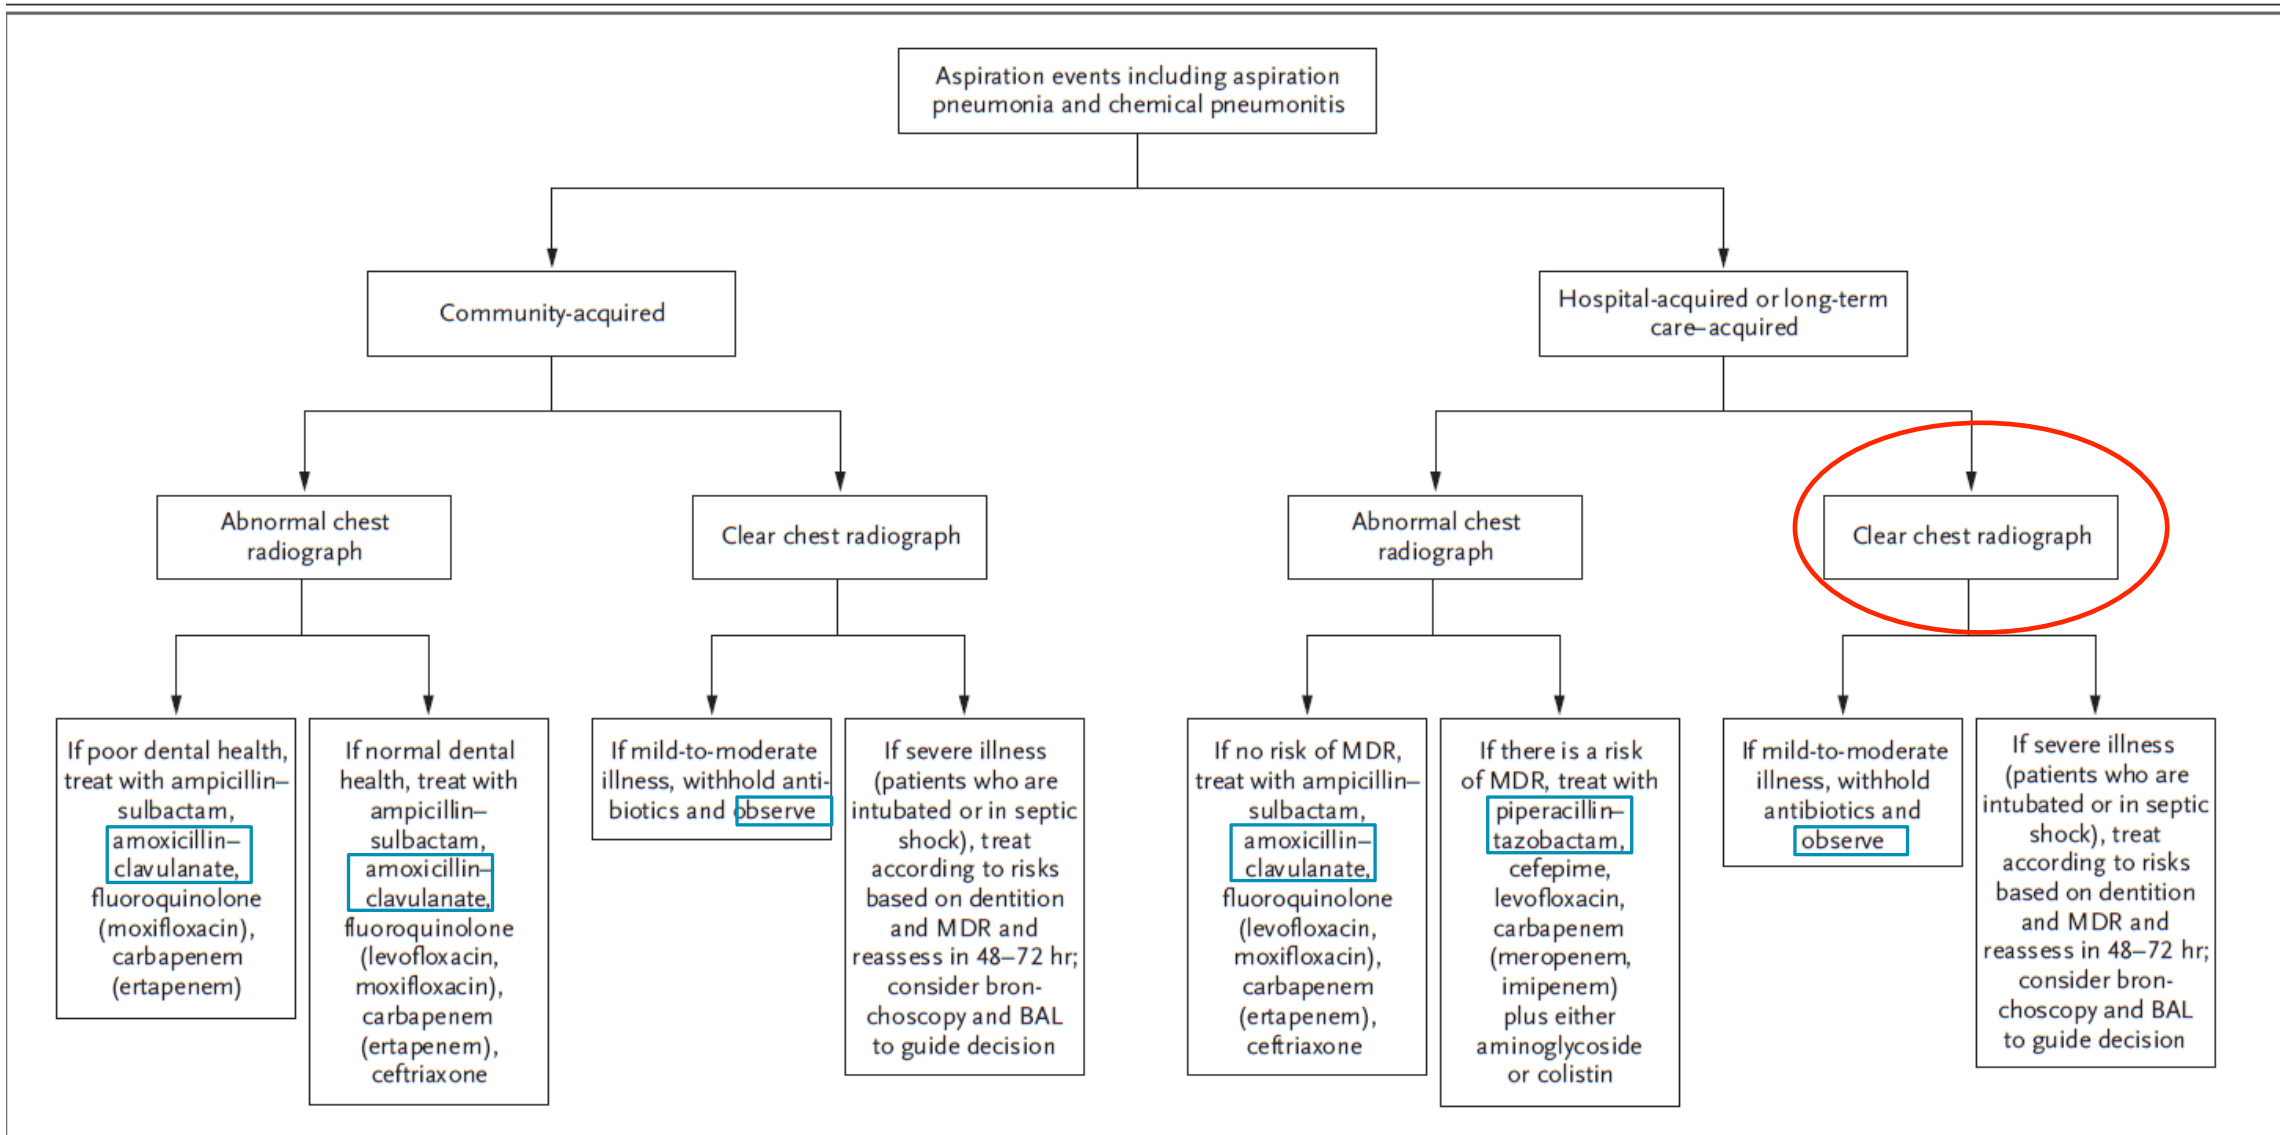 Aspiration events including aspiration
pneumonia and chemical pneumonitis
Community-acquired
Hospital-acquired or long-term
care–acquired
Abnormal chest
radiograph
Clear chest radiograph
Abnormal chest
radiograph
Clear chest radiograph
If poor dental health,
treat with ampicillin–
sulbactam,
amoxicillin–
clavulanate,
fluoroquinolone
(moxifloxacin),
carbapenem
(ertapenem)
If normal dental
health, treat with
ampicillin–
sulbactam,
amoxicillin–
clavulanate,
fluoroquinolone
(levofloxacin,
moxifloxacin),
carbapenem
(ertapenem),
ceftriaxone
If mild-to-moderate
illness, withhold anti-
biotics and observe
If severe illness
(patients who are
intubated or in septic
shock), treat
according to risks
based on dentition
and MDR and
reassess in 48–72 hr;
consider bron-
choscopy and BAL
to guide decision
If no risk of MDR,
treat with ampicillin–
sulbactam,
amoxicillin–
clavulanate,
fluoroquinolone
(levofloxacin,
moxifloxacin),
carbapenem
(ertapenem),
ceftriaxone
If there is a risk
of MDR, treat with
piperacillin–
tazobactam,
cefepime,
levofloxacin,
carbapenem
(meropenem,
imipenem)
plus either
aminoglycoside
or colistin
If mild-to-moderate
illness, withhold
antibiotics and
observe
If severe illness
(patients who are
intubated or in septic
shock), treat
according to risks
based on dentition
and MDR and
reassess in 48–72 hr;
consider bron-
choscopy and BAL
to guide decision